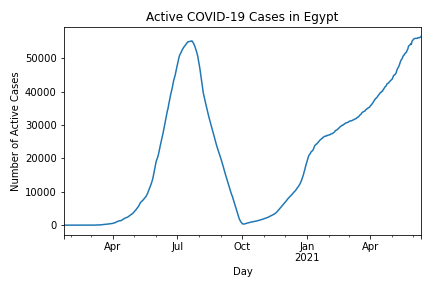 Active COVID-19 Cases in Egypt
Number of Active Cases
50000
40000
30000
20000
10000
0
Apr Jul Oct Jan Apr
2021
Day